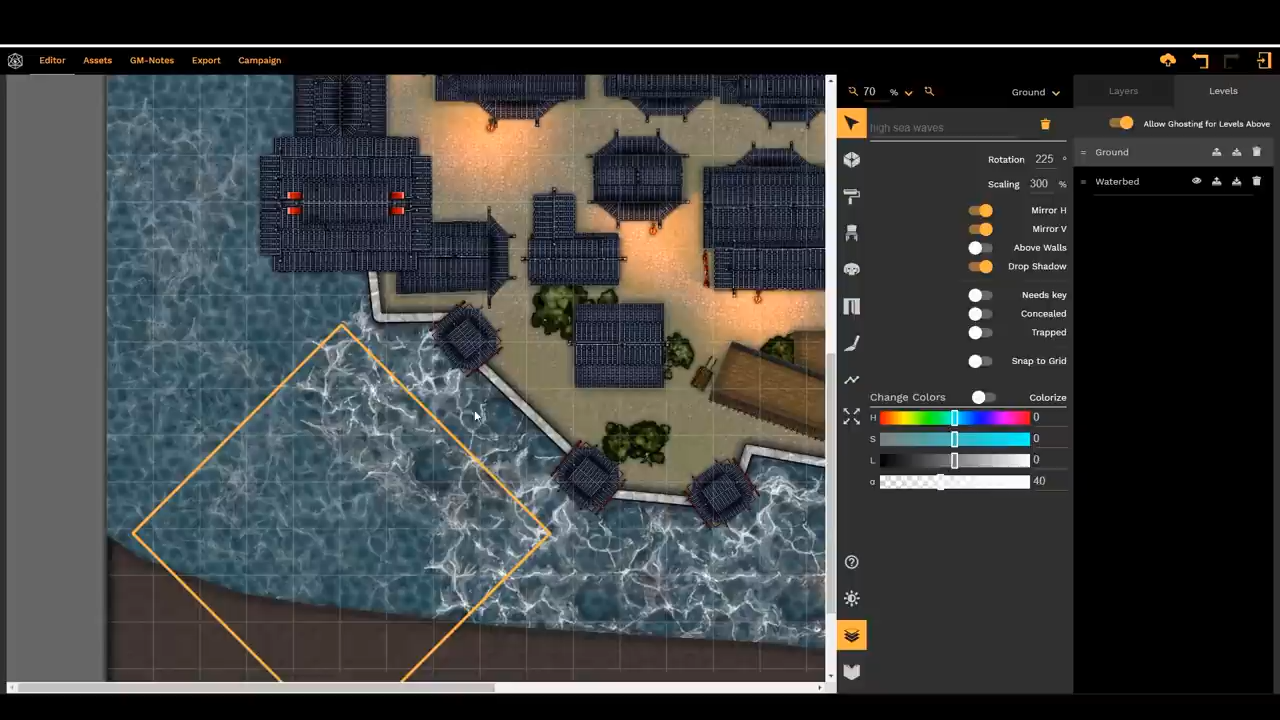 Editor Assets GM-Notes Export Campaign
70 % Ground
Layers Levels
high sea waves
Allow Ghosting for Levels Above
Rotation 225 °
Ground
Scaling 300 %
Waterbed
Mirror H
Mirror V
Above Walls
Drop Shadow
Needs key
Concealed
Trapped
Snap to Grid
Change Colors Colorize
H 0
S 0
L 0
α 40